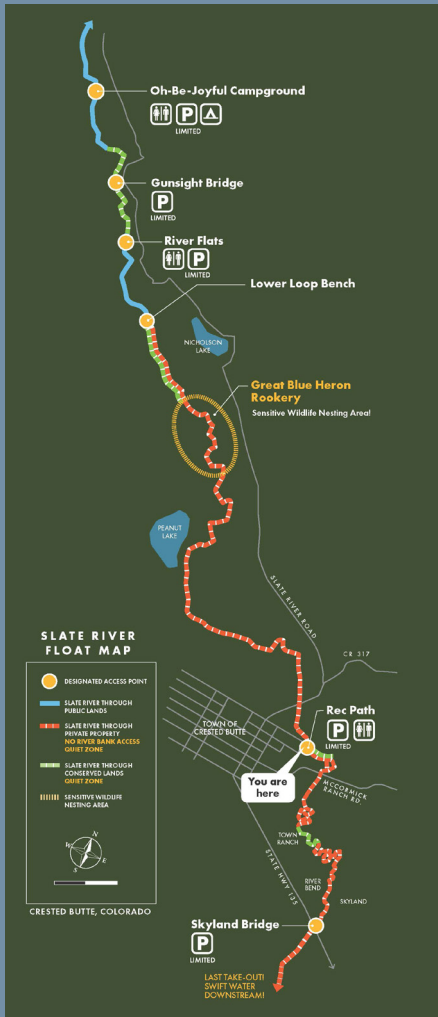 Oh-Be-Joyful Campground
P
LIMITED
Gunsight Bridge
P
LIMITED
River Flats
P
LIMITED
Lower Loop Bench
NICHOLSON
LAKE
Great Blue Heron
Rookery
Sensitive Wildlife Nesting Area!
PEANUT
LAKE
SLATE RIVER ROAD
SLATE RIVER
FLOAT MAP
DESIGNATED ACCESS POINT
SLATE RIVER THROUGH
PUBLIC LANDS
SLATE RIVER THROUGH
PRIVATE PROPERTY
NO RIVER BANK ACCESS
QUIET ZONE
SLATE RIVER THROUGH
CONSERVED LANDS
QUIET ZONE
SENSITIVE WILDLIFE
NESTING AREA
N
W
E
S
CRESTED BUTTE, COLORADO
CR 317
TOWN OF
CRESTED BUTTE
Rec Path
P
LIMITED
You are
here
MCCORMICK
RANCH RD.
TOWN
RANCH
STATE HWY 135
RIVER
BEND
SKYLAND
Skyland Bridge
P
LIMITED
LAST TAKE-OUT!
SWIFT WATER
DOWNSTREAM!